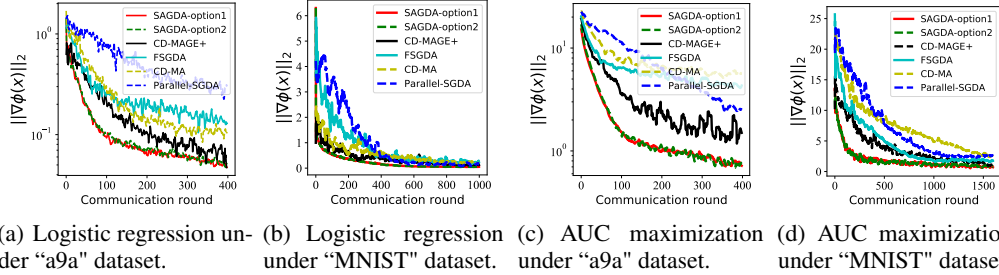 SAGDA-option1
SAGDA-option2
CD-MAGE+
FSGDA
CD-MA
Parallel-SGDA
||∇ϕ(x)||₂
10⁰
10⁻¹
0 100 200 300 400
Communication round
SAGDA-option1
SAGDA-option2
CD-MAGE+
FSGDA
CD-MA
Parallel-SGDA
||∇ϕ(x)||₂
6
5
4
3
2
1
0
0 200 400 600 800 1000
Communication round
SAGDA-option1
SAGDA-option2
CD-MAGE+
FSGDA
CD-MA
Parallel-SGDA
||∇ϕ(x)||₂
10¹
10⁰
0 100 200 300 400
Communication round
SAGDA-option1
SAGDA-option2
CD-MAGE+
FSGDA
CD-MA
Parallel-SGDA
||∇ϕ(x)||₂
25
20
15
10
5
0
0 500 1000 1500
Communication round
(a) Logistic regression un-
der “a9a" dataset.
(b) Logistic regression
under “MNIST" dataset.
(c) AUC maximization
under “a9a" dataset.
(d) AUC maximization
under “MNIST" datase